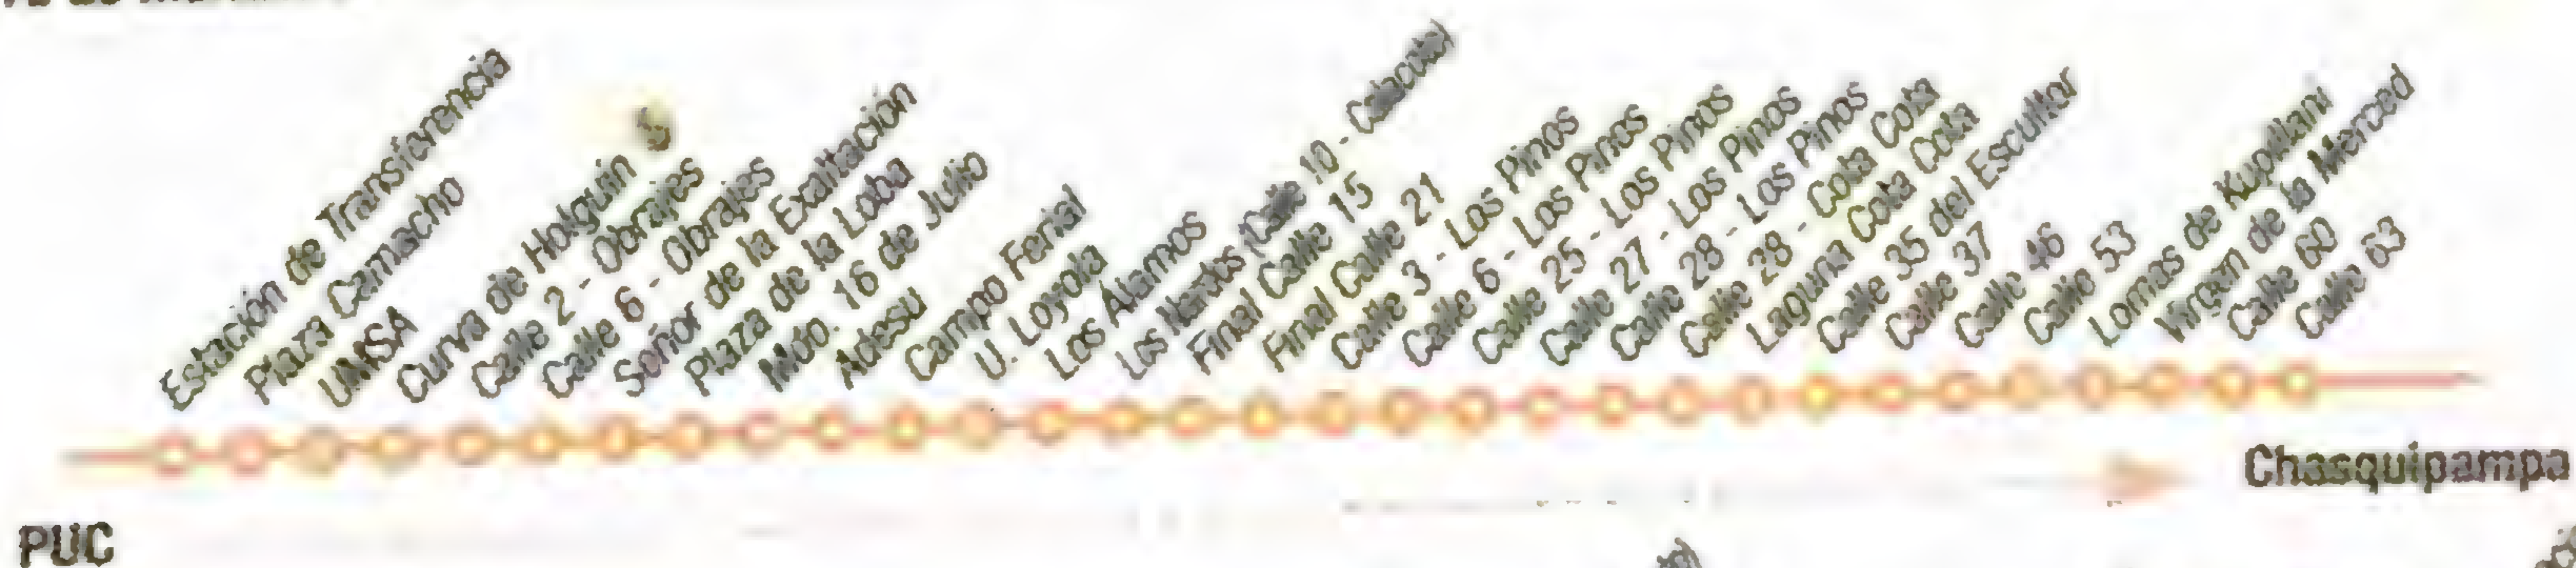 Estación de Transferencia
Plaza Camacho
UMSA
Curva de Holguín
Calle 2 - Obrajes
Calle 6 - Obrajes
Señor de la Exaltación
Plaza de la Loba
Mdo. 16 de Julio
Adesu
Campo Ferial
U. Loyola
Los Álamos
Los Nardos (Calle 10 - Calacoto)
Final Calle 15
Final Calle 21
Calle 3 - Los Pinos
Calle 6 - Los Pinos
Calle 25 - Los Pinos
Calle 27 - Los Pinos
Calle 28 - Los Pinos
Calle 28 - Cota Cota
Laguna Cota Cota
Calle 35 del Escultor
Calle 37
Calle 46
Calle 53
Lomas de Kupillani
Virgen de la Merced
Calle 60
Calle 63
Chasquipampa
PUC